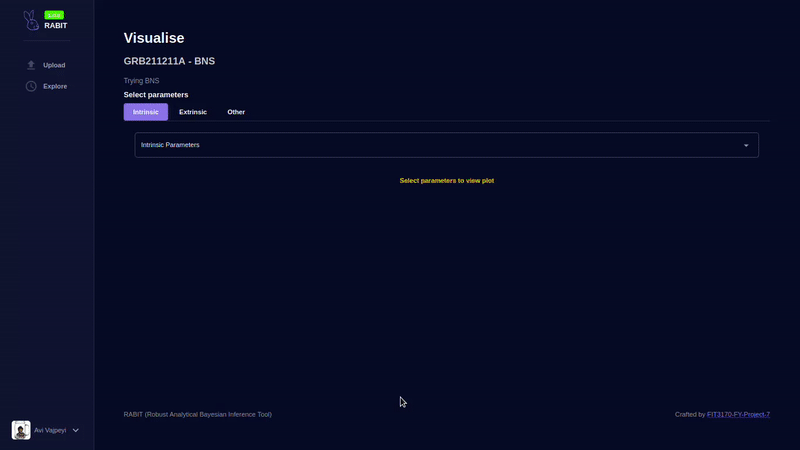 RABIT
Upload
Explore
Avi Vajpeyi
Visualise
GRB211211A - BNS
Trying BNS
Select parameters
Intrinsic Extrinsic Other
Intrinsic Parameters
Select parameters to view plot
RABIT (Robust Analytical Bayesian Inference Tool)
Crafted by FIT3170-FY-Project-7